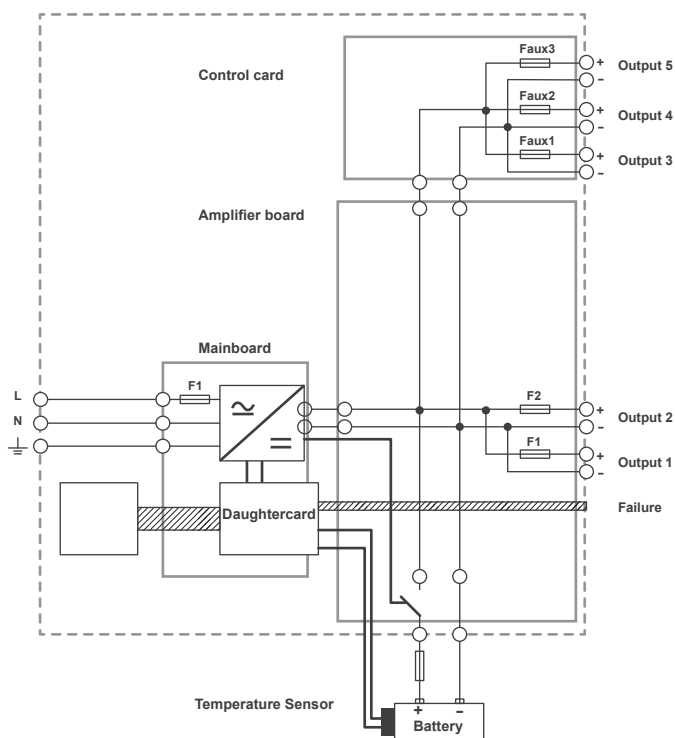 Control card
Faux3
+
Output 5
-
Faux2
+
Output 4
-
Faux1
+
Output 3
-
Amplifier board
Mainboard
L
F1
N
F2
+
Output 2
-
F1
+
Output 1
-
Daughtercard
Failure
Temperature Sensor
+ -
Battery